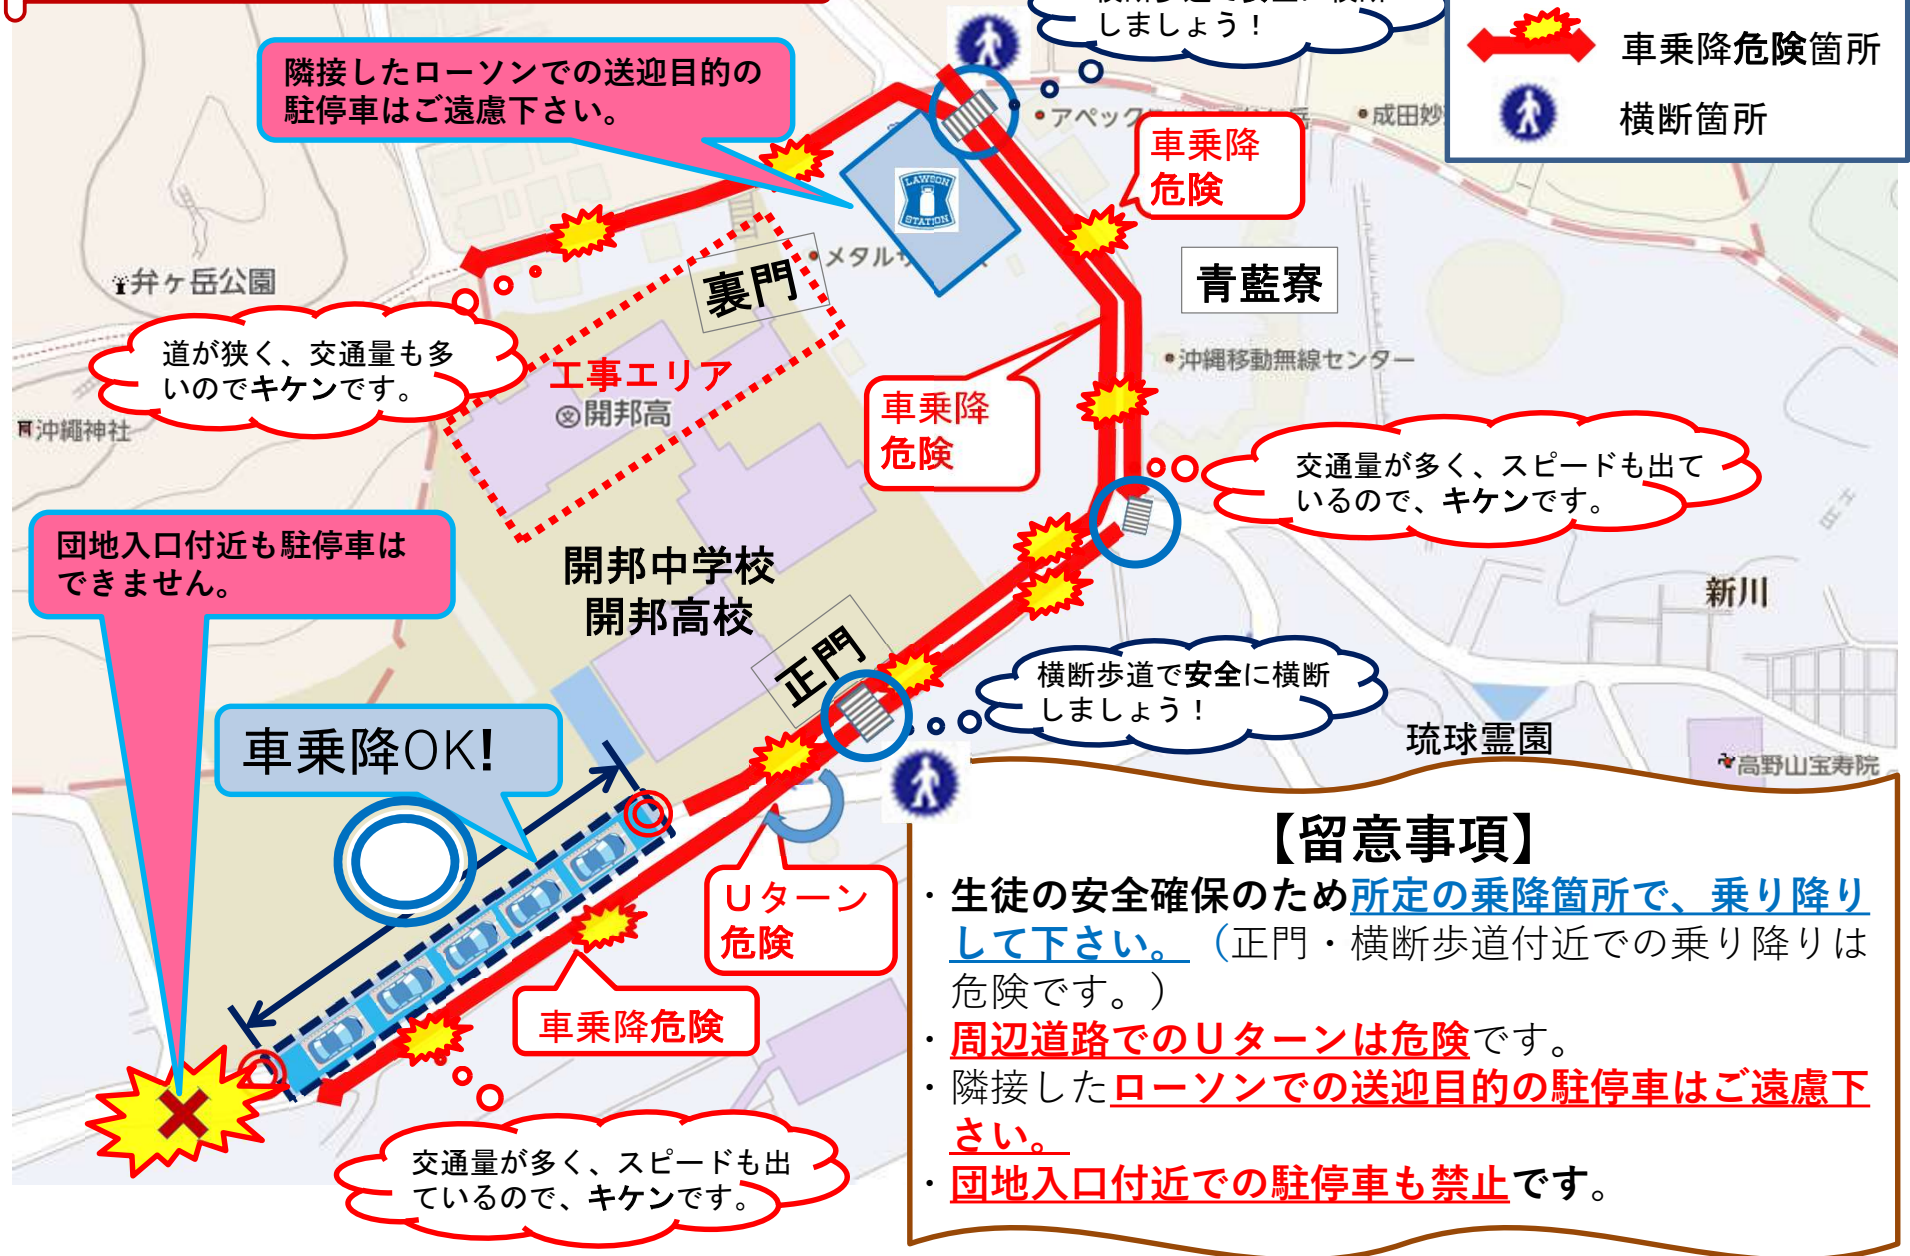 しましょう！
車乗降危険箇所
横断箇所
隣接したローソンでの送迎目的の
駐停車はご遠慮下さい。
アペック
成田妙
車乗降
危険
LAWSON
STATION
メタル
裏門
青藍寮
弁ヶ岳公園
道が狭く、交通量も多
いのでキケンです。
工事エリア
開邦高
沖縄移動無線センター
車乗降
危険
沖縄神社
交通量が多く、スピードも出て
いるので、キケンです。
団地入口付近も駐停車は
できません。
開邦中学校
開邦高校
新川
正門
横断歩道で安全に横断
しましょう！
琉球霊園
高野山宝寿院
車乗降OK!
Uターン
危険
車乗降危険
交通量が多く、スピードも出
ているので、キケンです。
【留意事項】
・生徒の安全確保のため所定の乗降箇所で、乗り降り
して下さい。（正門・横断歩道付近での乗り降りは
危険です。）
・周辺道路でのUターンは危険です。
・隣接したローソンでの送迎目的の駐停車はご遠慮下
さい。
・団地入口付近での駐停車も禁止です。